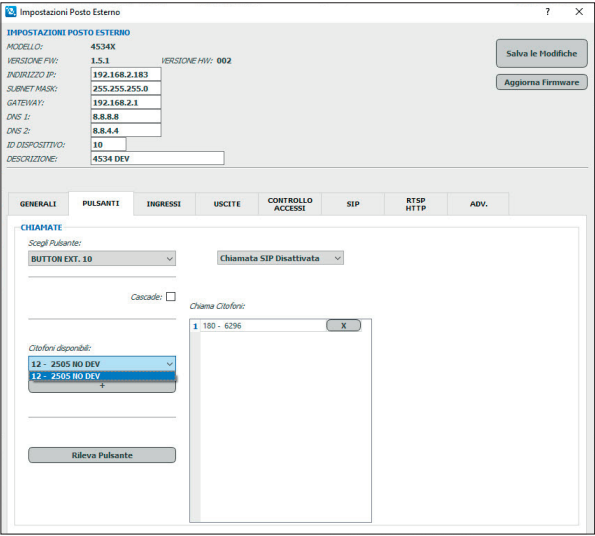 Impostazioni Posto Esterno ? X
IMPOSTAZIONI POSTO ESTERNO
MODELLO: 4534X
VERSIONE FW: 1.5.1 VERSIONE HW: 002
INDIRIZZO IP: 192.168.2.183
SUBNET MASK: 255.255.255.0
GATEWAY: 192.168.2.1
DNS 1: 8.8.8.8
DNS 2: 8.8.4.4
ID DISPOSITIVO: 10
DESCRIZIONE: 4534 DEV
Salva le Modifiche
Aggiorna Firmware
GENERALI PULSANTI INGRESSI USCITE CONTROLLO ACCESSI SIP RTSP HTTP ADV.
CHIAMATE
Scegli Pulsante:
BUTTON EXT. 10 Chiamata SIP Disattivata
Cascade:
Chiama Citofoni:
1 180 - 6296 X
Citofoni disponibili:
12 - 2505 NO DEV
12 - 2505 NO DEV
+
Rileva Pulsante